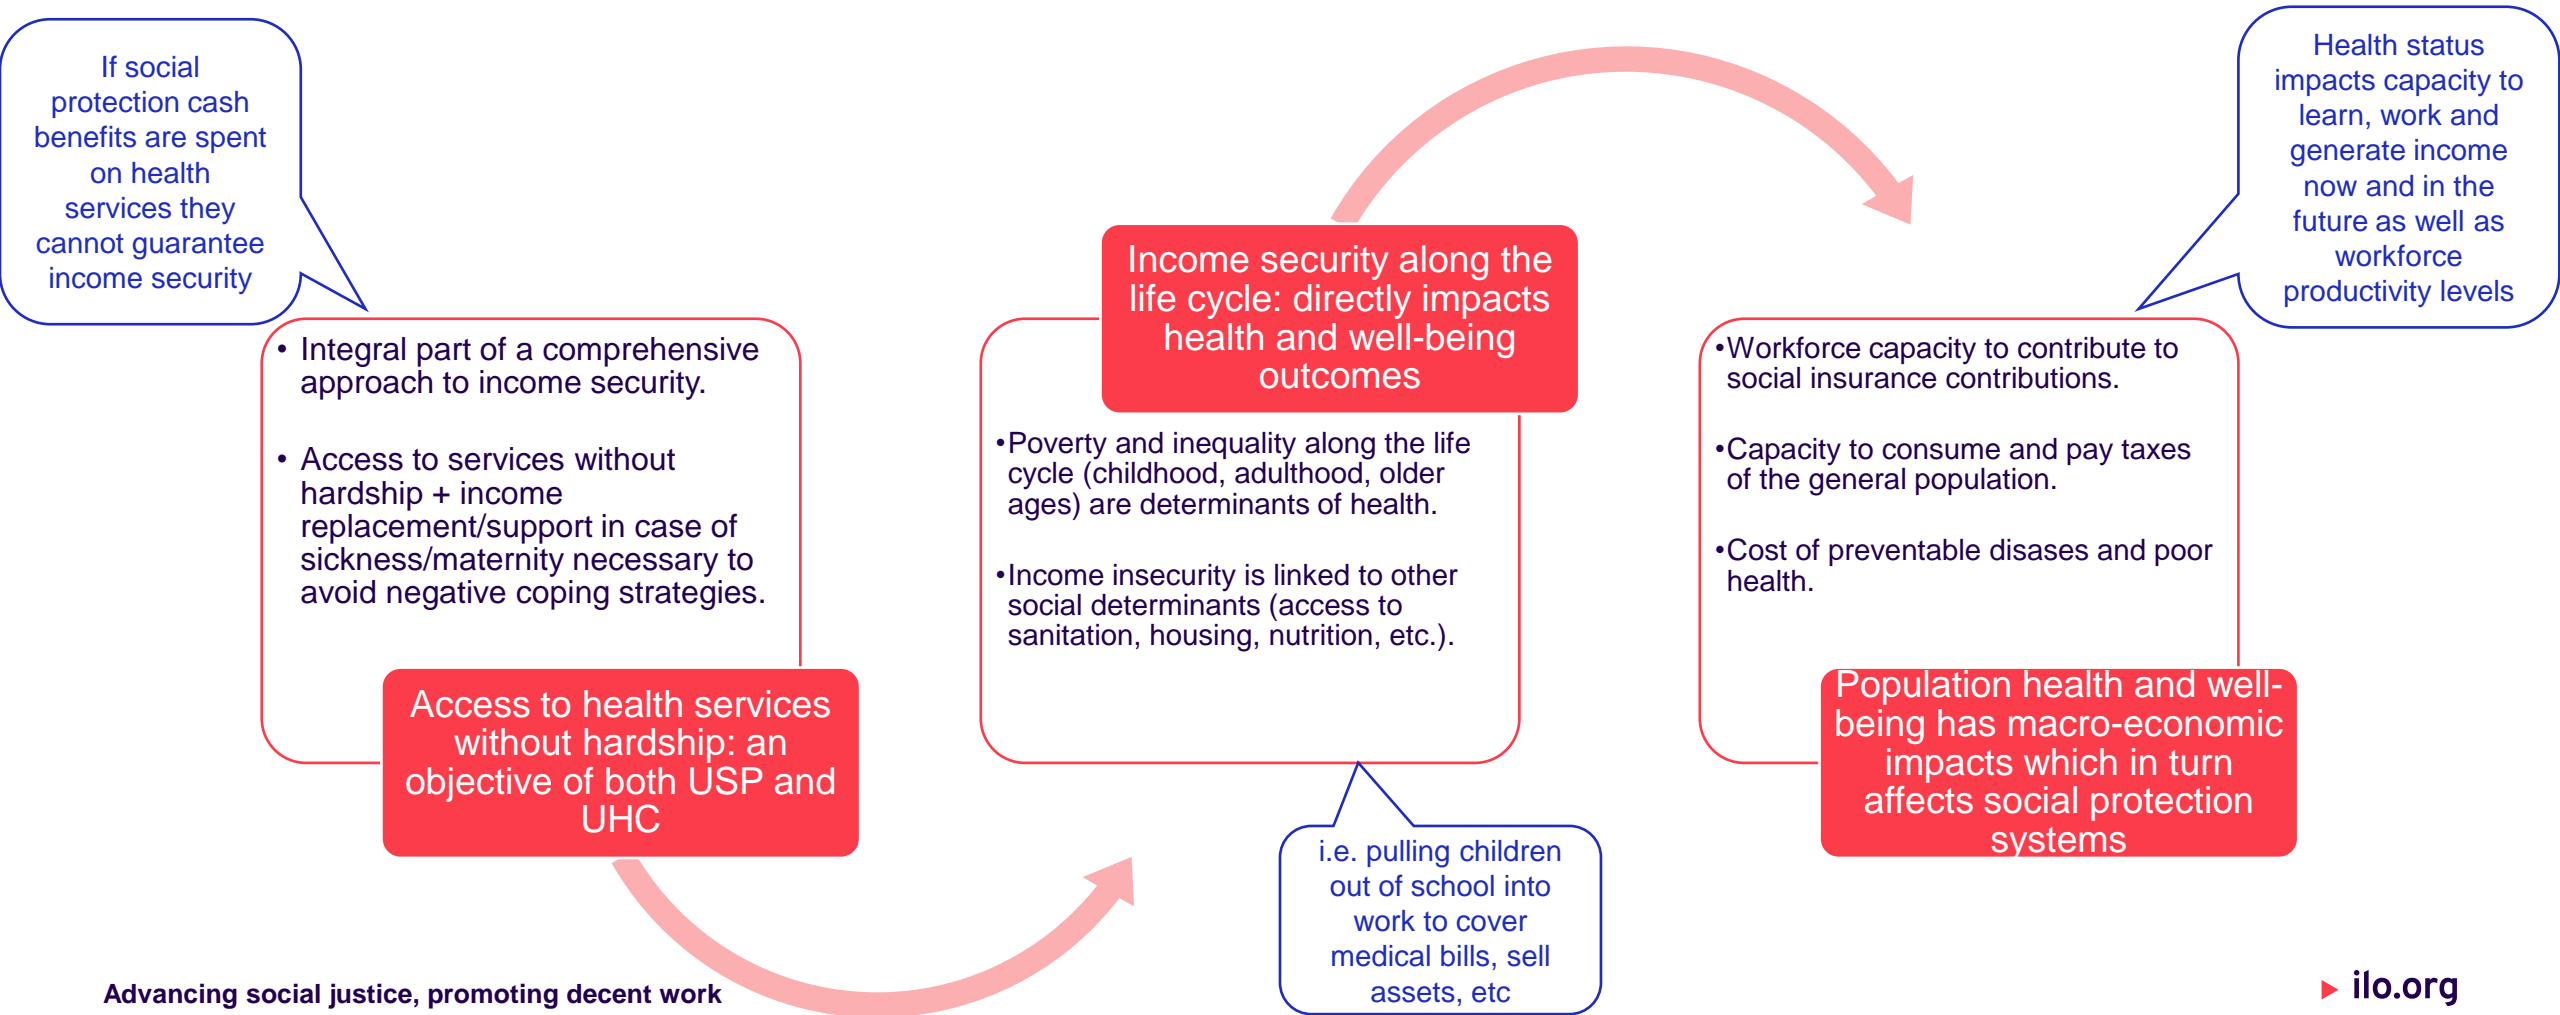 If social
protection cash
benefits are spent
on health
services they
cannot guarantee
income security
• Integral part of a comprehensive
approach to income security.
• Access to services without
hardship + income
replacement/support in case of
sickness/maternity necessary to
avoid negative coping strategies.
Access to health services
without hardship: an
objective of both USP and
UHC
Income security along the
life cycle: directly impacts
health and well-being
outcomes
•Poverty and inequality along the life
cycle (childhood, adulthood, older
ages) are determinants of health.
•Income insecurity is linked to other
social determinants (access to
sanitation, housing, nutrition, etc.).
i.e. pulling children
out of school into
work to cover
medical bills, sell
assets, etc
Health status
impacts capacity to
learn, work and
generate income
now and in the
future as well as
workforce
productivity levels
•Workforce capacity to contribute to
social insurance contributions.
•Capacity to consume and pay taxes
of the general population.
•Cost of preventable disases and poor
health.
Population health and well-
being has macro-economic
impacts which in turn
affects social protection
systems
Advancing social justice, promoting decent work
ilo.org